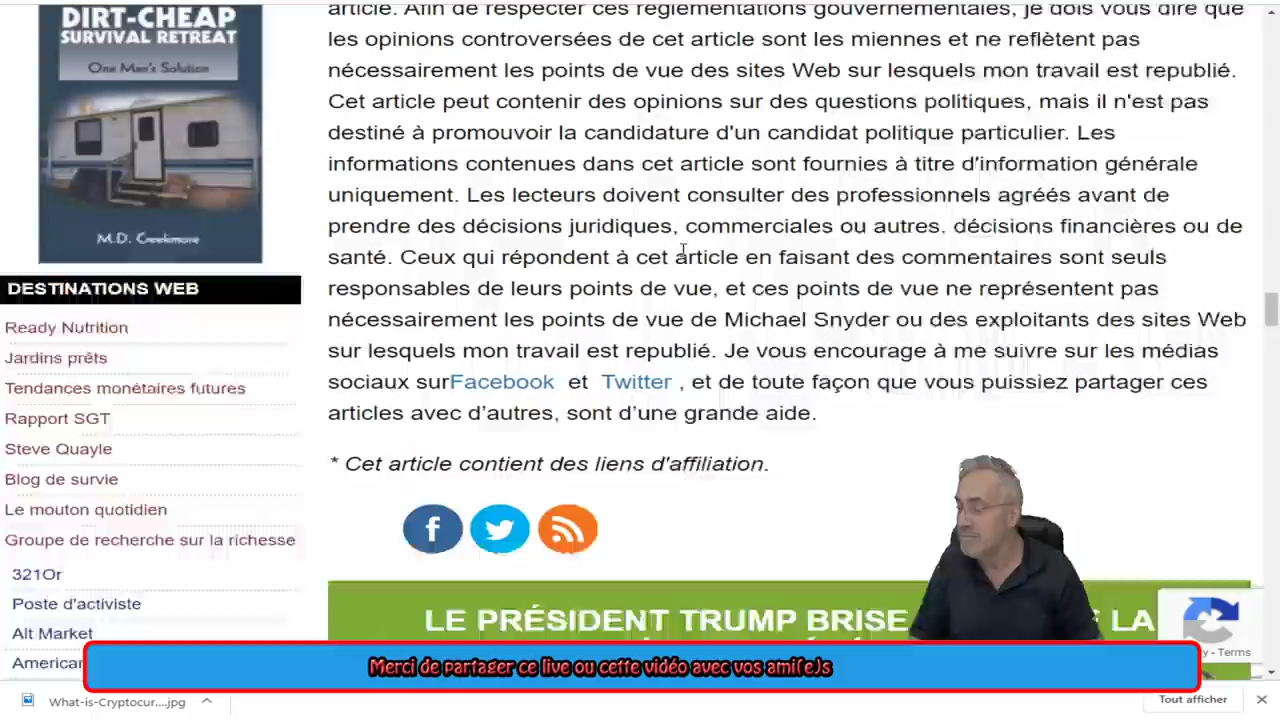 DIRT-CHEAP
SURVIVAL RETREAT
One Man's Solution
M.D. Creekmore
DESTINATIONS WEB
Ready Nutrition
Jardins prêts
Tendances monétaires futures
Rapport SGT
Steve Quayle
Blog de survie
Le mouton quotidien
Groupe de recherche sur la richesse
321Or
Poste d'activiste
Alt Market
American
article. Afin de respecter ces réglementations gouvernementales, je dois vous dire que
les opinions controversées de cet article sont les miennes et ne reflètent pas
nécessairement les points de vue des sites Web sur lesquels mon travail est republié.
Cet article peut contenir des opinions sur des questions politiques, mais il n'est pas
destiné à promouvoir la candidature d'un candidat politique particulier. Les
informations contenues dans cet article sont fournies à titre d'information générale
uniquement. Les lecteurs doivent consulter des professionnels agréés avant de
prendre des décisions juridiques, commerciales ou autres. décisions financières ou de
santé. Ceux qui répondent à cet article en faisant des commentaires sont seuls
responsables de leurs points de vue, et ces points de vue ne représentent pas
nécessairement les points de vue de Michael Snyder ou des exploitants des sites Web
sur lesquels mon travail est republié. Je vous encourage à me suivre sur les médias
sociaux surFacebook et Twitter , et de toute façon que vous puissiez partager ces
articles avec d’autres, sont d’une grande aide.
* Cet article contient des liens d'affiliation.
LE PRÉSIDENT TRUMP BRISE LA
- Terms
Merci de partager ce live ou cette vidéo avec vos ami(e)s
What-is-Cryptocur....jpg
Tout afficher